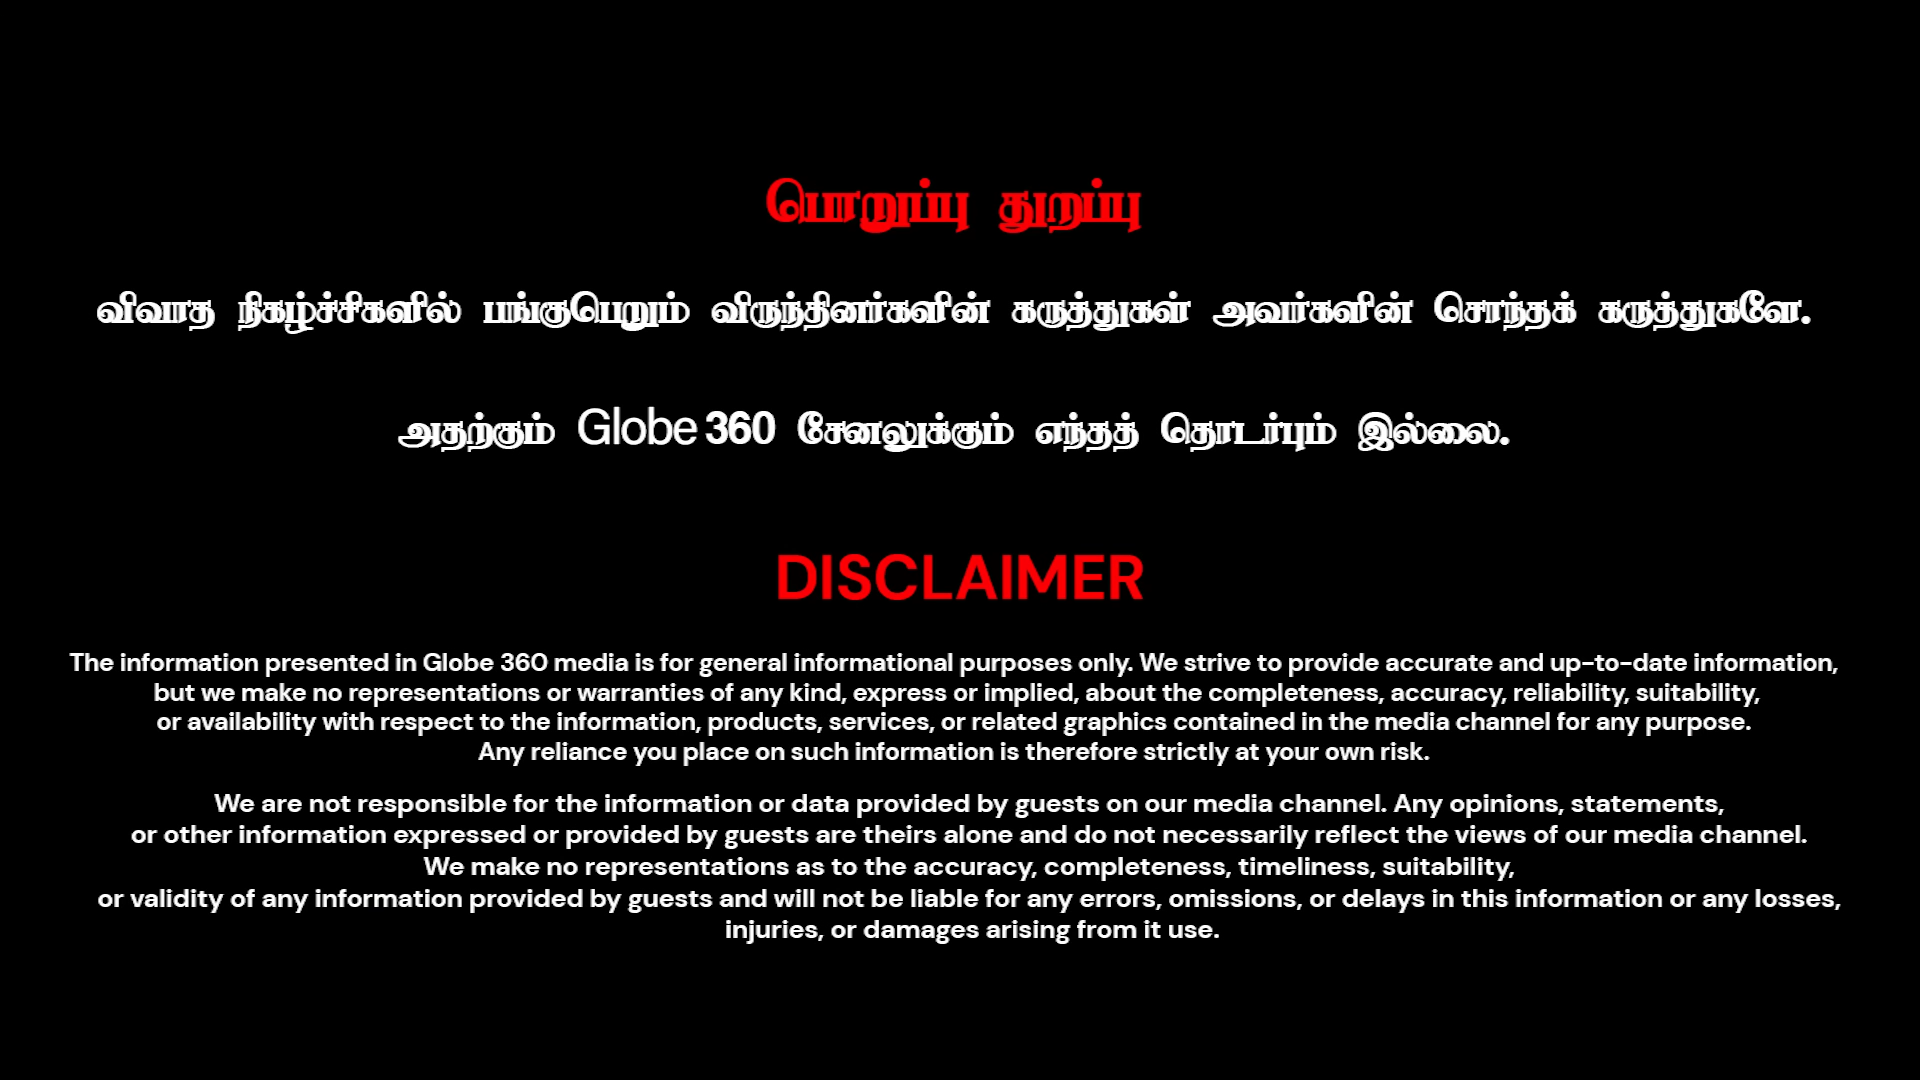 பொறுப்பு துறப்பு
விவாத நிகழ்ச்சிகளில் பங்குபெறும் விருந்தினர்களின் கருத்துகள் அவர்களின் சொந்தக் கருத்துகளே.
அதற்கும் Globe 360 சேனலுக்கும் எந்தத் தொடர்பும் இல்லை.
DISCLAIMER
The information presented in Globe 360 media is for general informational purposes only. We strive to provide accurate and up-to-date information,
but we make no representations or warranties of any kind, express or implied, about the completeness, accuracy, reliability, suitability,
or availability with respect to the information, products, services, or related graphics contained in the media channel for any purpose.
Any reliance you place on such information is therefore strictly at your own risk.
We are not responsible for the information or data provided by guests on our media channel. Any opinions, statements,
or other information expressed or provided by guests are theirs alone and do not necessarily reflect the views of our media channel.
We make no representations as to the accuracy, completeness, timeliness, suitability,
or validity of any information provided by guests and will not be liable for any errors, omissions, or delays in this information or any losses,
injuries, or damages arising from it use.